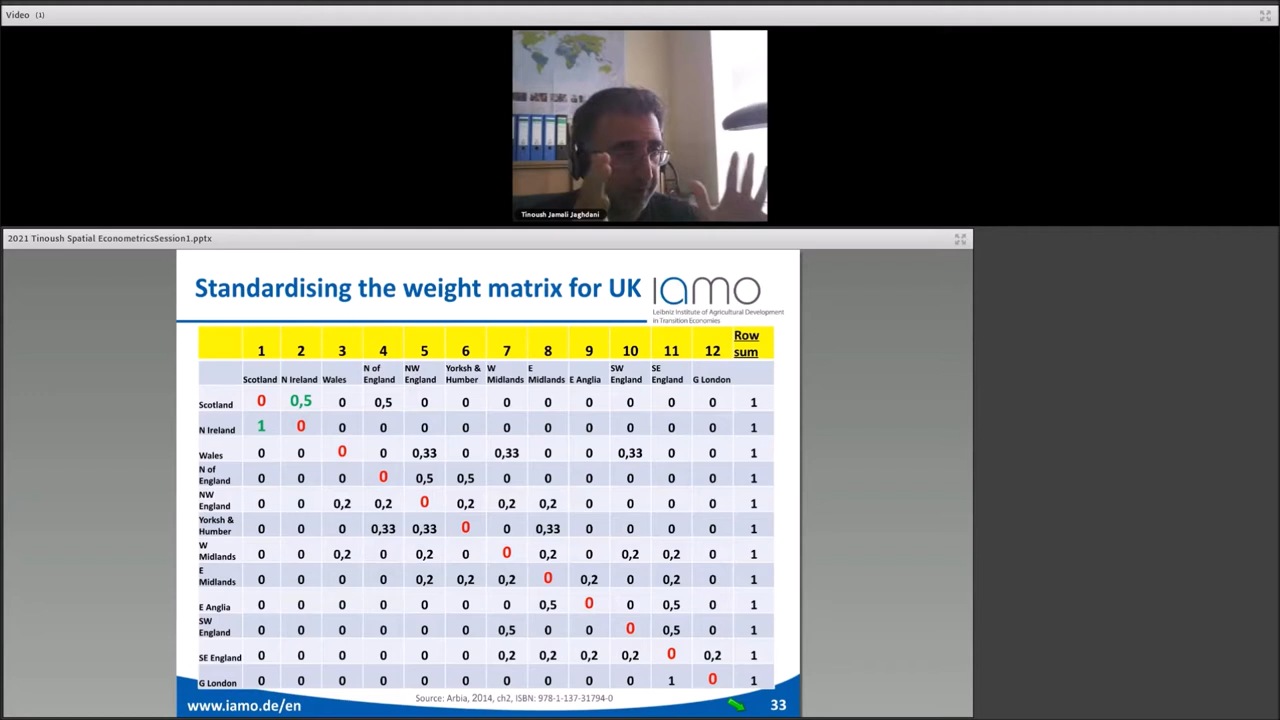 Video (1)
Tinoush Jamali Jaghdani
2021 Tinoush Spatial EconometricsSession1.pptx
Standardising the weight matrix for UK
iamo
Leibniz Institute of Agricultural Development
in Transition Economies
1 2 3 4 5 6 7 8 9 10 11 12 Row sum
Scotland N Ireland Wales N of England NW England Yorksh & Humber W Midlands E Midlands E Anglia SW England SE England G London
Scotland 0 0,5 0 0,5 0 0 0 0 0 0 0 0 1
N Ireland 1 0 0 0 0 0 0 0 0 0 0 0 1
Wales 0 0 0 0 0,33 0 0,33 0 0 0,33 0 0 1
N of England 0 0 0 0 0,5 0,5 0 0 0 0 0 0 1
NW England 0 0 0,2 0,2 0 0,2 0,2 0,2 0 0 0 0 1
Yorksh & Humber 0 0 0 0,33 0,33 0 0 0,33 0 0 0 0 1
W Midlands 0 0 0,2 0 0,2 0 0 0,2 0 0,2 0,2 0 1
E Midlands 0 0 0 0 0,2 0,2 0,2 0 0,2 0 0,2 0 1
E Anglia 0 0 0 0 0 0 0 0,5 0 0 0,5 0 1
SW England 0 0 0 0 0 0 0,5 0 0 0 0,5 0 1
SE England 0 0 0 0 0 0 0,2 0,2 0,2 0,2 0 0,2 1
G London 0 0 0 0 0 0 0 0 0 0 1 0 1
www.iamo.de/en
Source: Arbia, 2014, ch2, ISBN: 978-1-137-31794-0
33